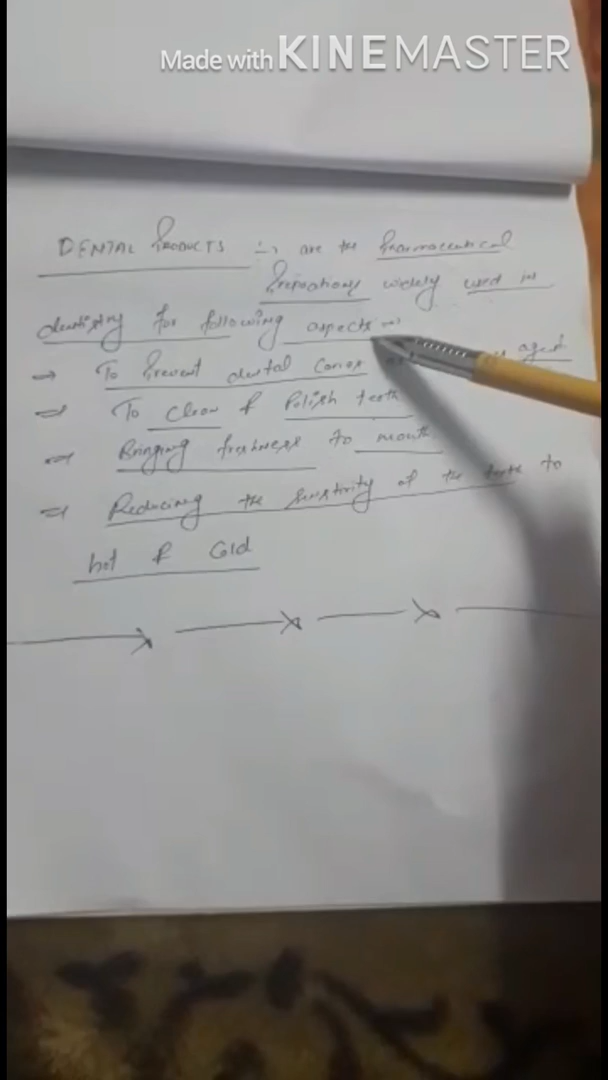 Made with KINEMASTER
DENTAL PRODUCTS :-> are the Pharmaceutical
Preparations widely used in
dentistry for following aspects
→ To Prevent dental Caries agent
→ To Clean & Polish teeth
→ Bringing freshness to mouth
→ Reducing the Sensitivity of the teeth to
hot & Cold